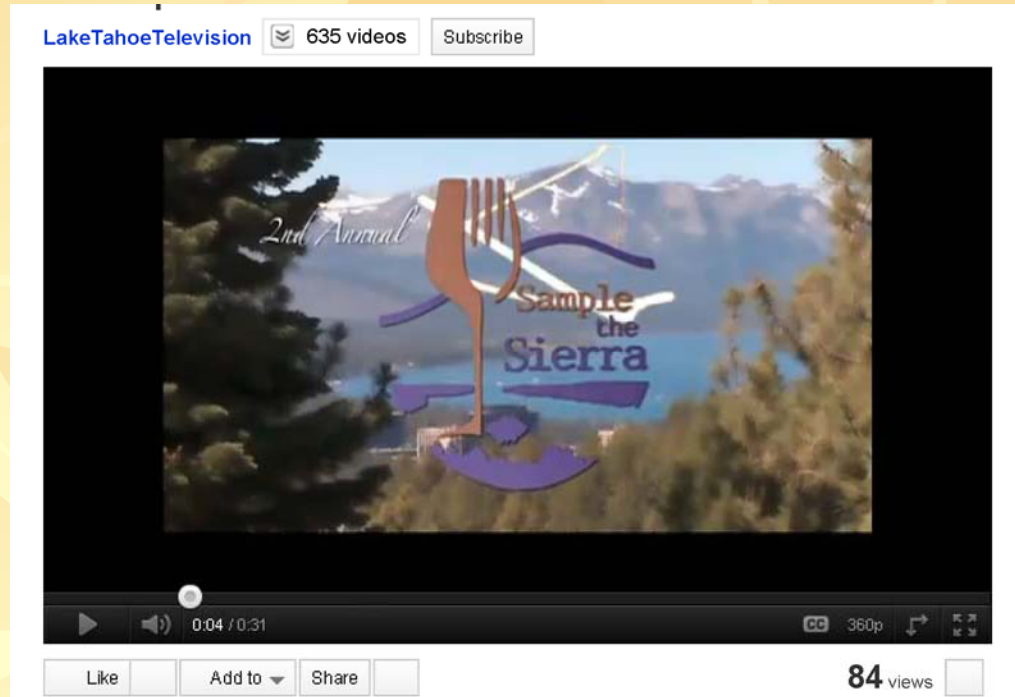 LakeTahoeTelevision 635 videos Subscribe
2nd Annual
Sample
the
Sierra
0:04 / 0:31 CC 360p
Like Add to Share 84 views